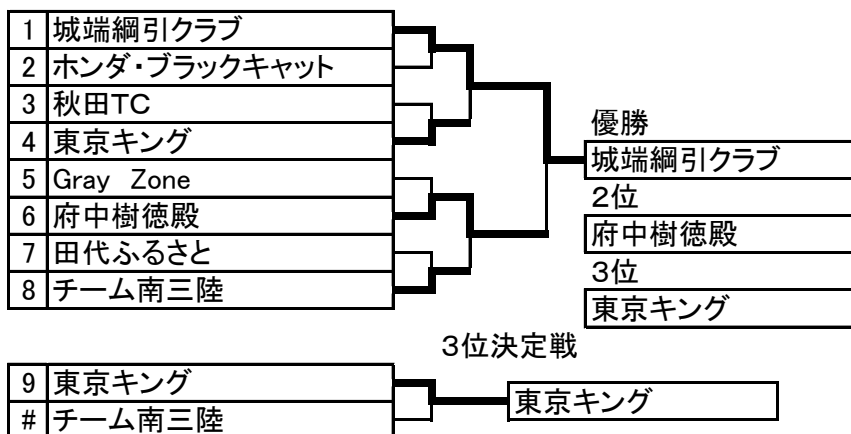 1 城端綱引クラブ
2 ホンダ・ブラックキャット
3 秋田TC
4 東京キング
5 Gray Zone
6 府中樹徳殿
7 田代ふるさと
8 チーム南三陸
優勝
城端綱引クラブ
2位
府中樹徳殿
3位
東京キング
3位決定戦
9 東京キング
# チーム南三陸
東京キング